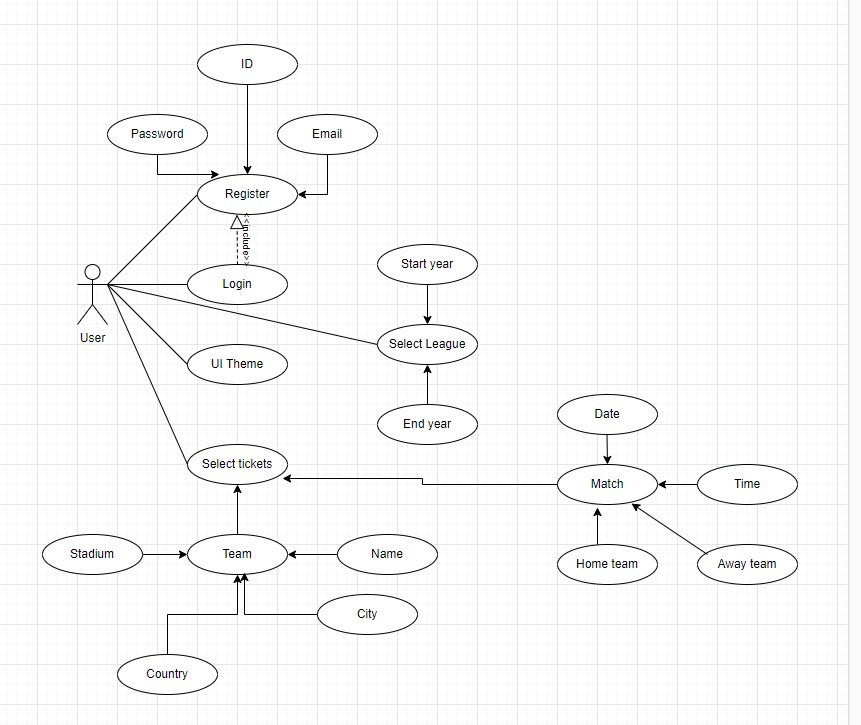 ID
Password
Email
Register
<<include>>
Login
Start year
User
Select League
UI Theme
End year
Date
Select tickets
Match
Time
Stadium
Team
Name
Home team
Away team
City
Country